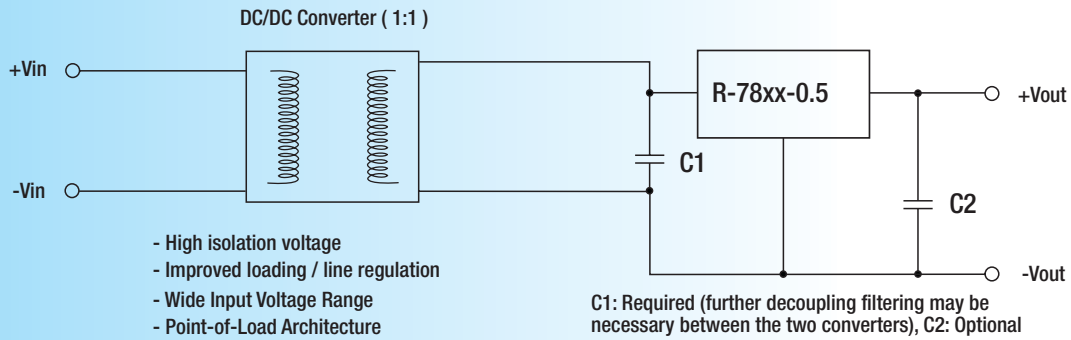 DC/DC Converter ( 1:1 )
+Vin
R-78xx-0.5
+Vout
C1
-Vin
C2
- High isolation voltage
- Improved loading / line regulation
- Wide Input Voltage Range
- Point-of-Load Architecture
-Vout
C1: Required (further decoupling filtering may be
necessary between the two converters), C2: Optional